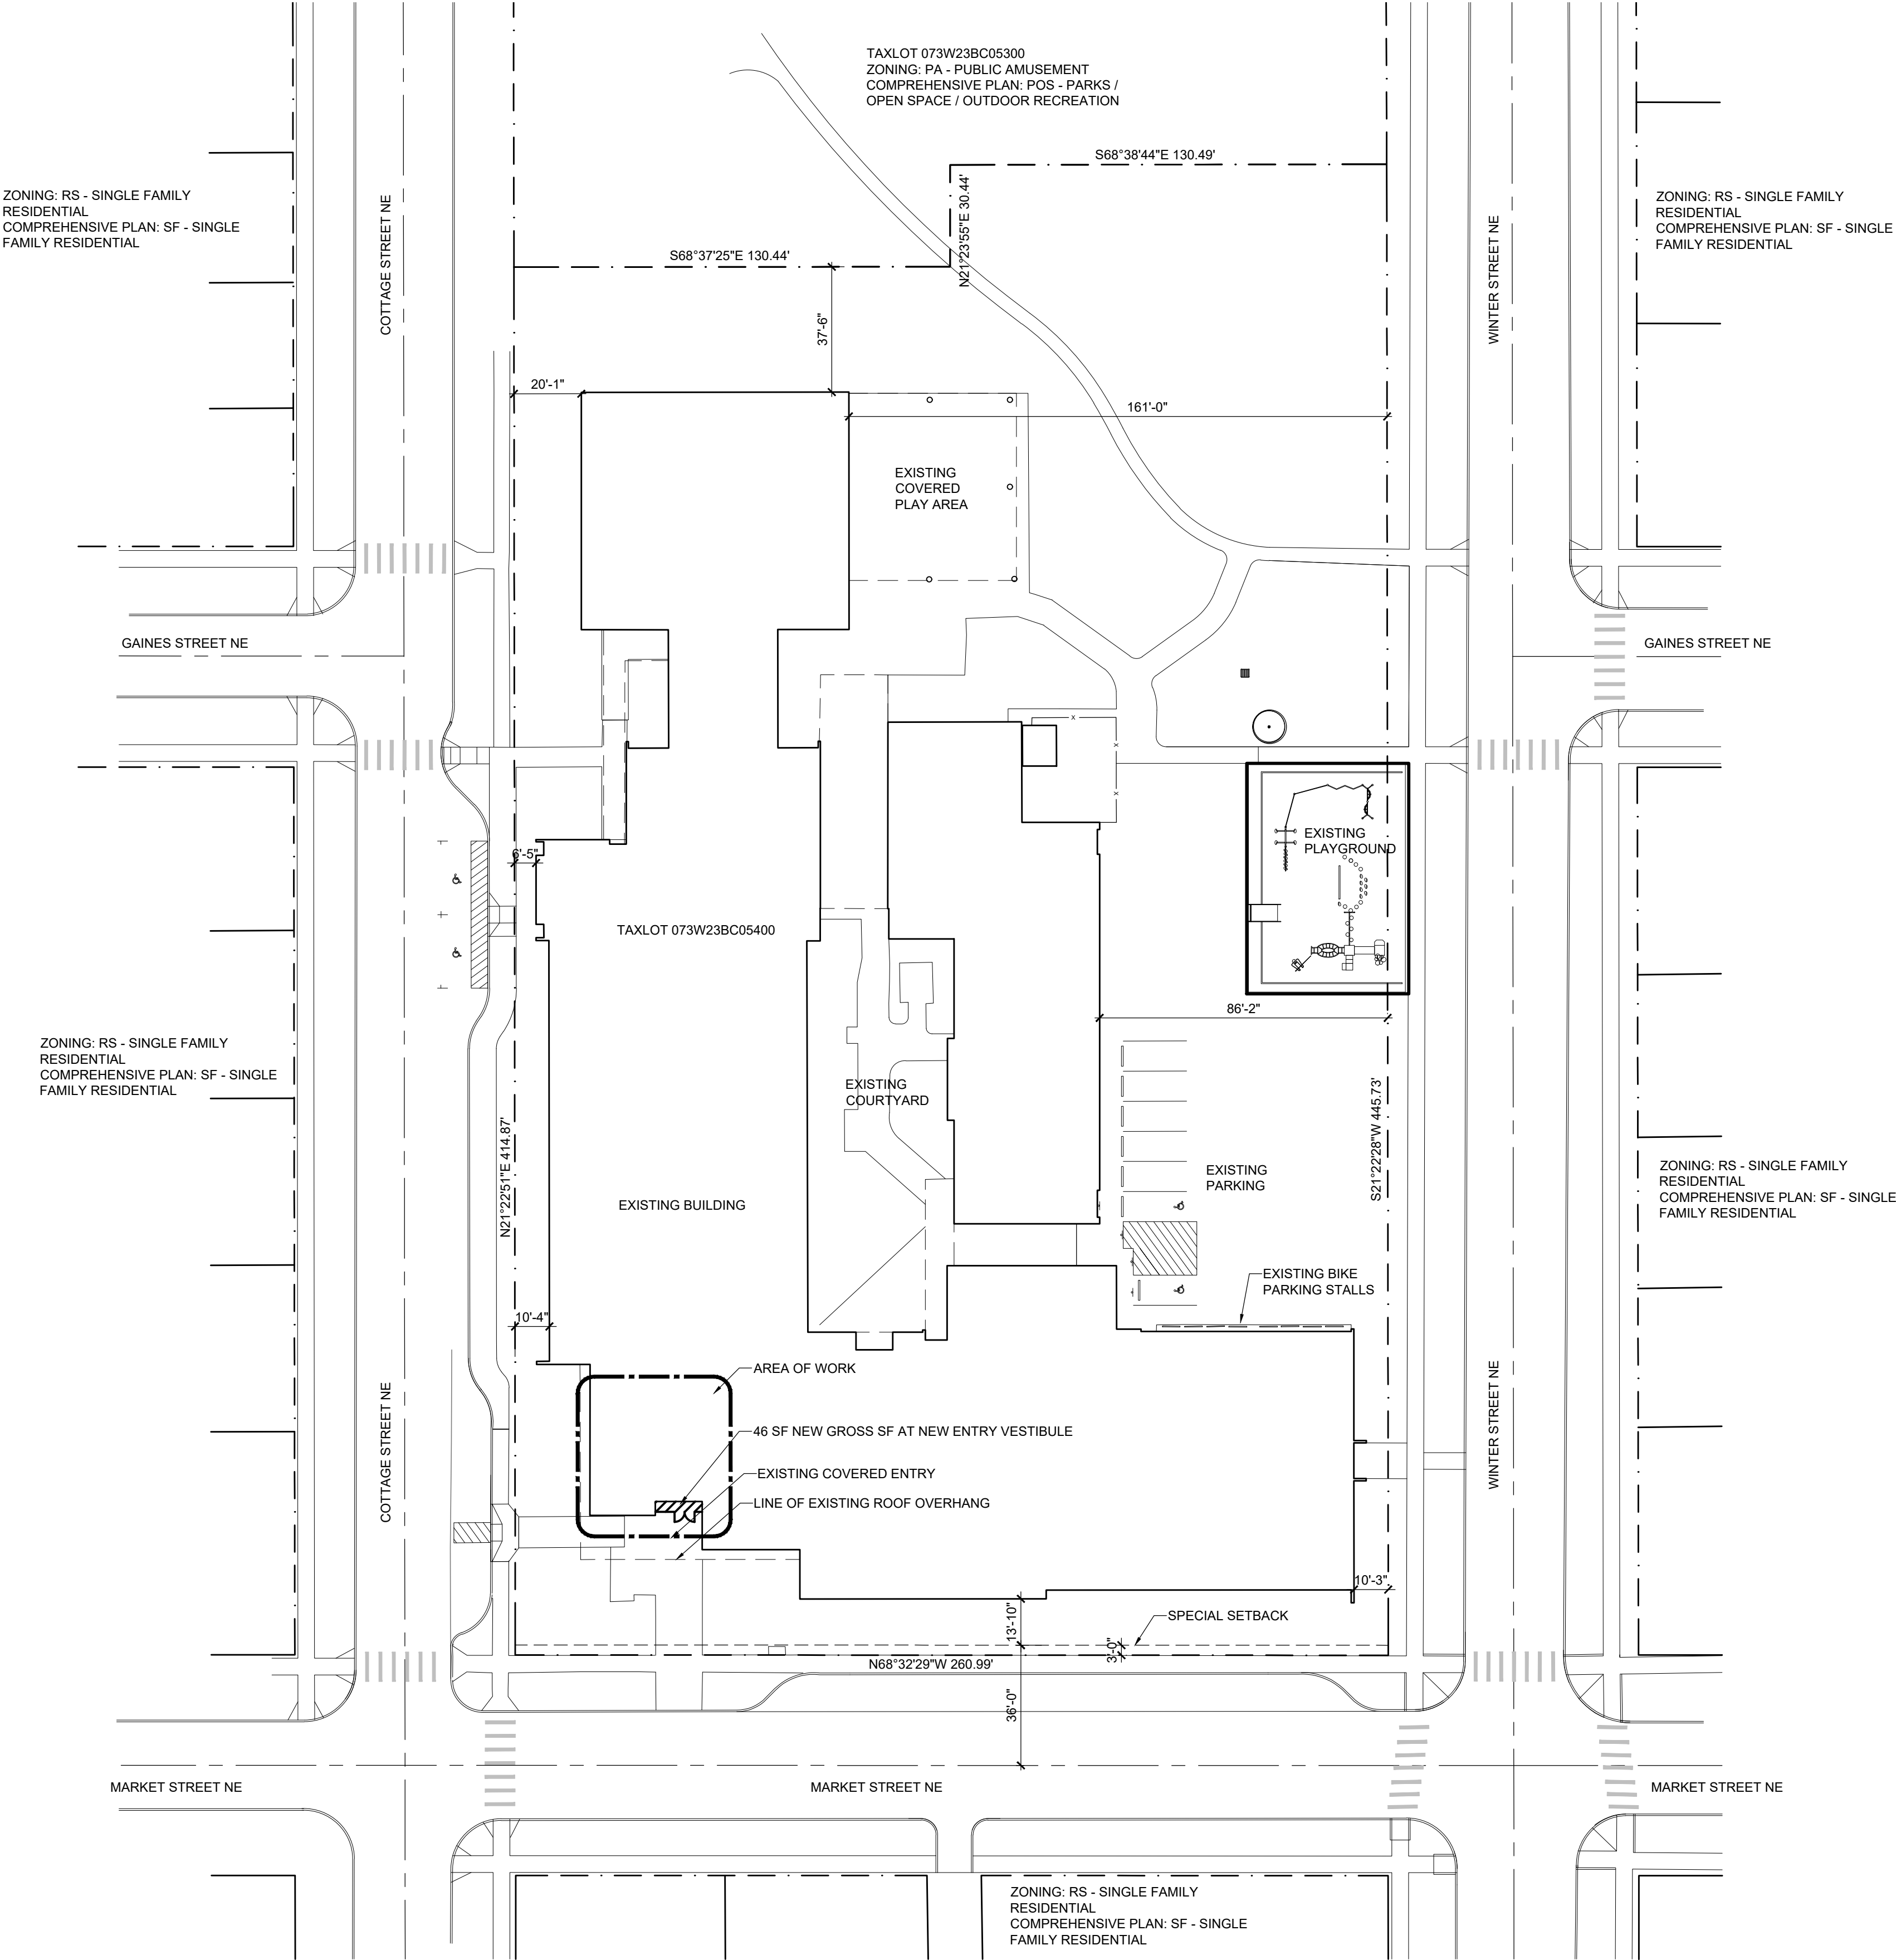 TAXLOT 073W23BC05300
ZONING: PA - PUBLIC AMUSEMENT
COMPREHENSIVE PLAN: POS - PARKS /
OPEN SPACE / OUTDOOR RECREATION
S68°38'44"E 130.49'
N21°23'55"E 30.44'
ZONING: RS - SINGLE FAMILY
RESIDENTIAL
COMPREHENSIVE PLAN: SF - SINGLE
FAMILY RESIDENTIAL
COTTAGE STREET NE
WINTER STREET NE
ZONING: RS - SINGLE FAMILY
RESIDENTIAL
COMPREHENSIVE PLAN: SF - SINGLE
FAMILY RESIDENTIAL
S68°37'25"E 130.44'
37'-6"
20'-1"
161'-0"
EXISTING
COVERED
PLAY AREA
GAINES STREET NE
GAINES STREET NE
X
X
X
EXISTING
PLAYGROUND
6'-5"
TAXLOT 073W23BC05400
86'-2"
ZONING: RS - SINGLE FAMILY
RESIDENTIAL
COMPREHENSIVE PLAN: SF - SINGLE
FAMILY RESIDENTIAL
EXISTING
COURTYARD
N21°22'51"E 414.87'
S21°22'28"W 445.73'
EXISTING
PARKING
ZONING: RS - SINGLE FAMILY
RESIDENTIAL
COMPREHENSIVE PLAN: SF - SINGLE
FAMILY RESIDENTIAL
EXISTING BUILDING
EXISTING BIKE
PARKING STALLS
10'-4"
AREA OF WORK
COTTAGE STREET NE
WINTER STREET NE
46 SF NEW GROSS SF AT NEW ENTRY VESTIBULE
EXISTING COVERED ENTRY
LINE OF EXISTING ROOF OVERHANG
10'-3"
13'-10"
SPECIAL SETBACK
3'-0"
N68°32'29"W 260.99'
36'-0"
MARKET STREET NE
MARKET STREET NE
MARKET STREET NE
ZONING: RS - SINGLE FAMILY
RESIDENTIAL
COMPREHENSIVE PLAN: SF - SINGLE
FAMILY RESIDENTIAL